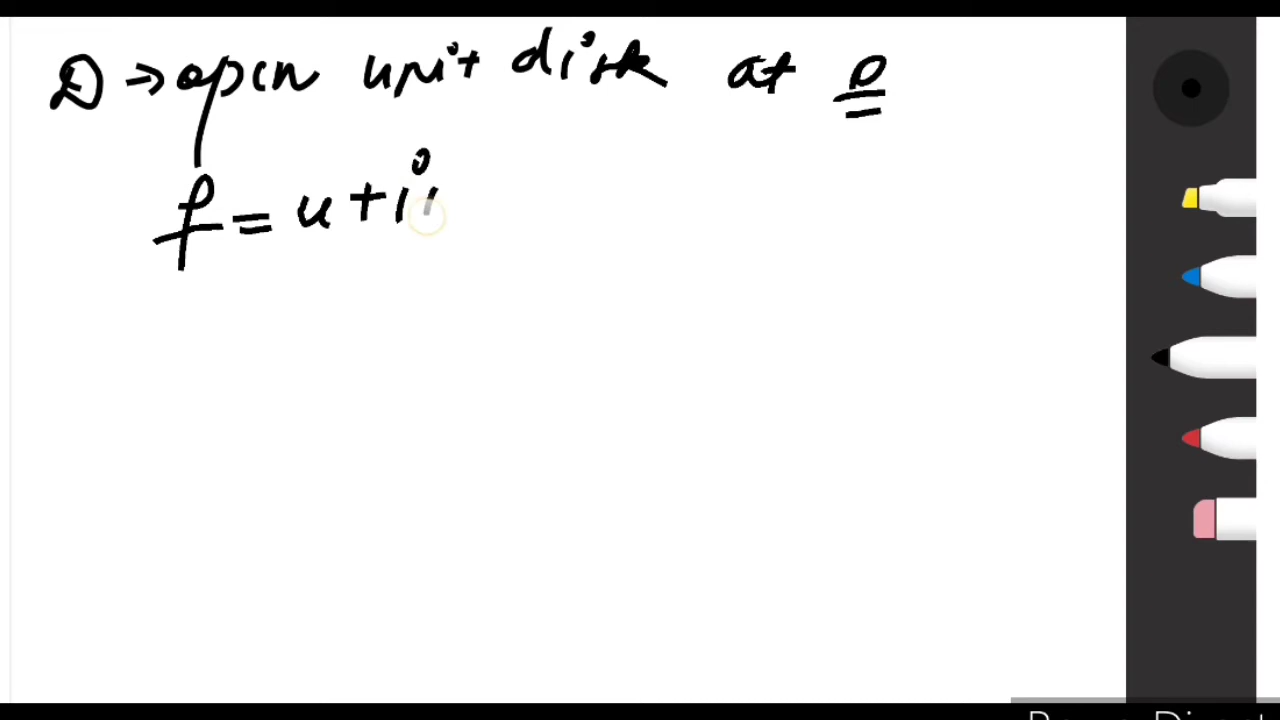 D → open unit disk at 0
f = u + i